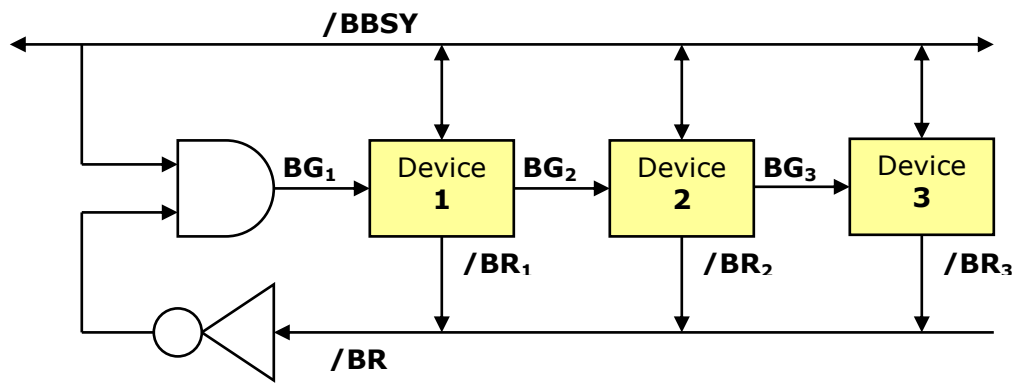 /BBSY
BG₁
Device
1
BG₂
Device
2
BG₃
Device
3
/BR₁
/BR₂
/BR₃
/BR